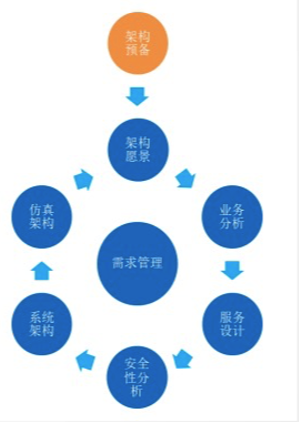 架构
预备
架构
愿景
业务
分析
服务
设计
安全
性分
析
系统
架构
仿真
架构
需求管理